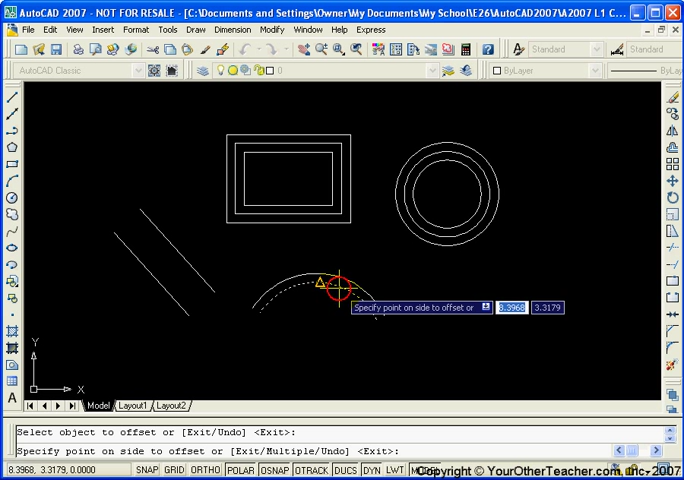 AutoCAD 2007 - NOT FOR RESALE - [C:\Documents and Settings\Owner\My Documents\My School\E26\AutoCAD2007\A2007 L1 C...
File Edit View Insert Format Tools Draw Dimension Modify Window Help Express
Standard Standard
AutoCAD Classic 0 ByLayer ByLayer
Specify point on side to offset or 8.3968 3.3179
Y
X
Model Layout1 Layout2
Select object to offset or [Exit/Undo] <Exit>:
Specify point on side to offset or [Exit/Multiple/Undo] <Exit>:
8.3968, 3.3179, 0.0000 SNAP GRID ORTHO POLAR OSNAP OTRACK DUCS DYN LWT MODEL
Copyright © YourOtherTeacher.com, Inc. 2007